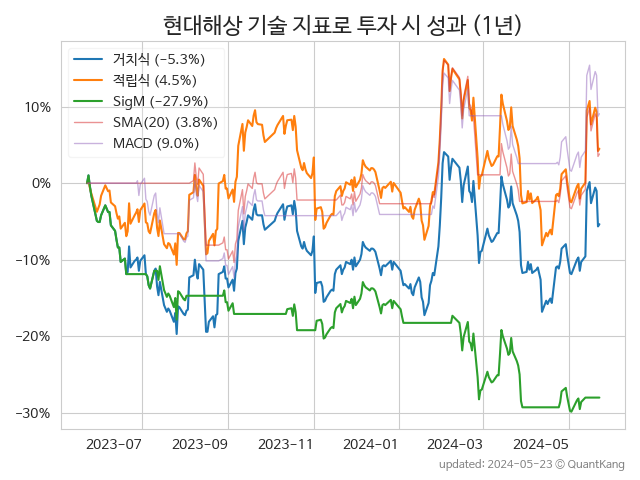 현대해상 기술 지표로 투자 시 성과 (1년)
거치식 (−5.3%)
적립식 (4.5%)
SigM (−27.9%)
SMA(20) (3.8%)
MACD (9.0%)
10%
0%
−10%
−20%
−30%
2023-07 2023-09 2023-11 2024-01 2024-03 2024-05
updated: 2024-05-23 ⓒ QuantKang